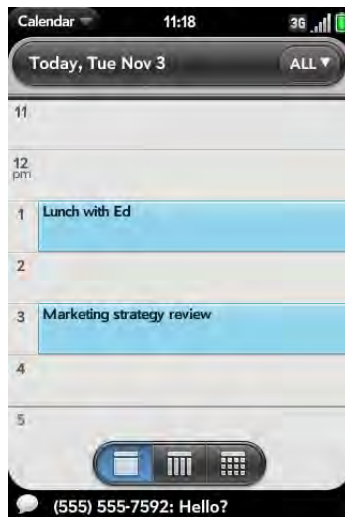 Calendar 11:18 3G
Today, Tue Nov 3 ALL
11
12
pm
1 Lunch with Ed
2
3 Marketing strategy review
4
5
(555) 555-7592: Hello?